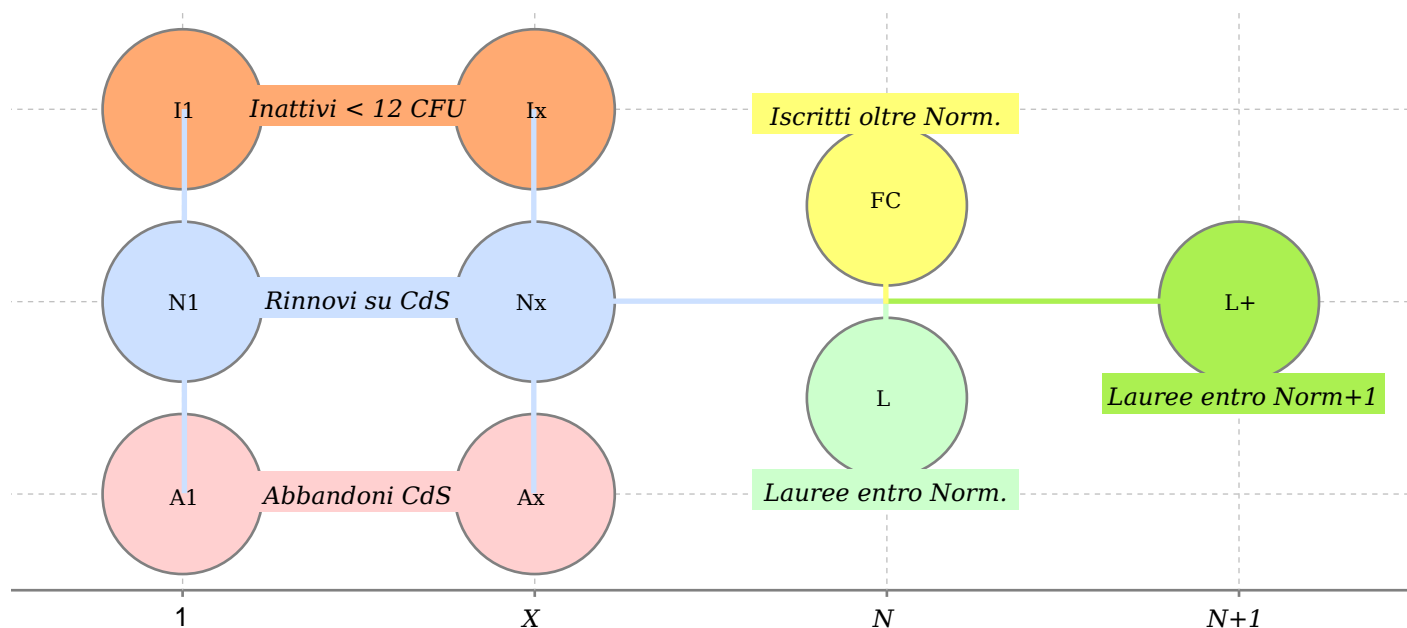 I1
Inattivi < 12 CFU
Ix
Iscritti oltre Norm.
FC
N1
Rinnovi su CdS
Nx
L+
L
Lauree entro Norm+1
A1
Abbandoni CdS
Ax
Lauree entro Norm.
1
X
N
N+1